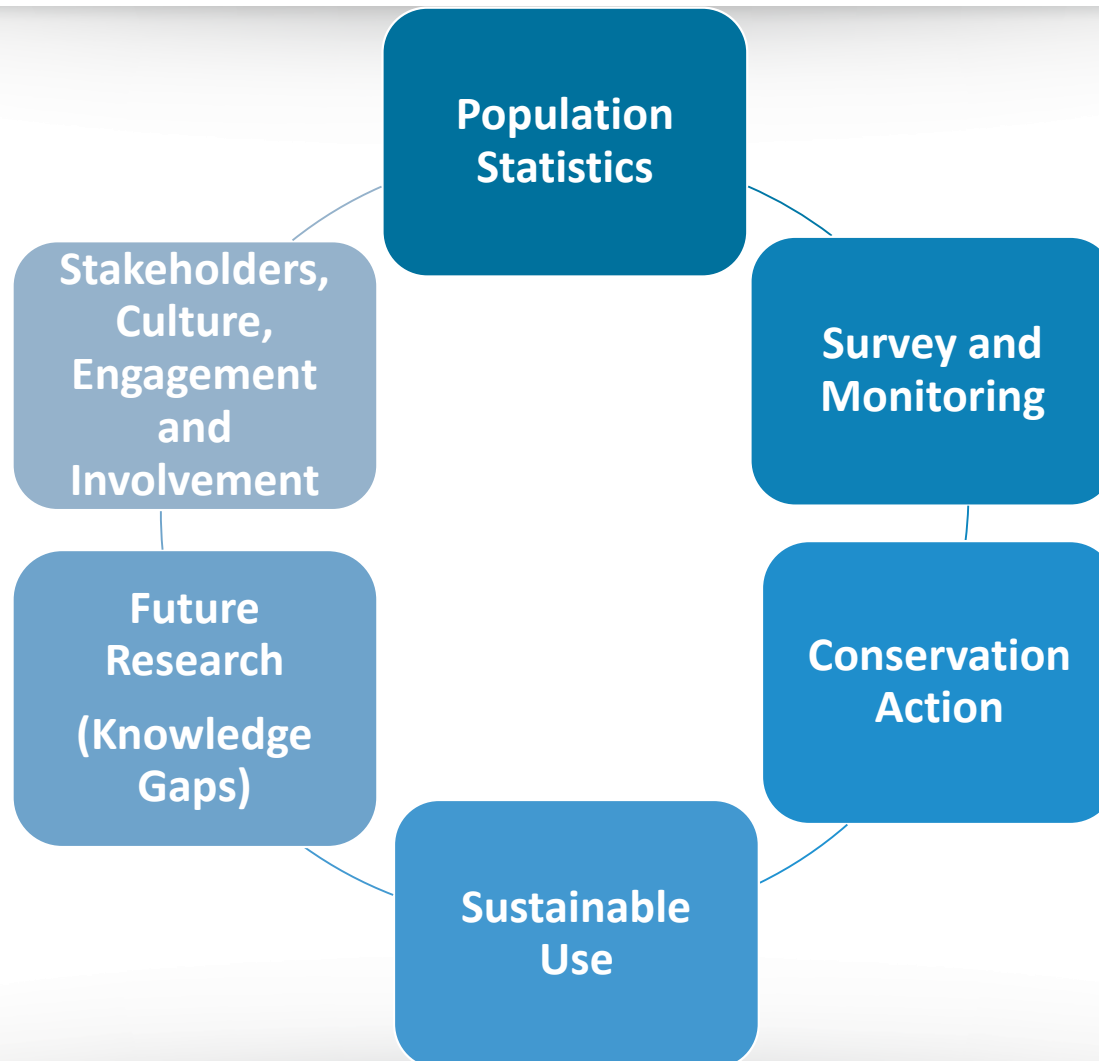 Population
Statistics
Survey and
Monitoring
Conservation
Action
Sustainable
Use
Future
Research
(Knowledge
Gaps)
Stakeholders,
Culture,
Engagement
and
Involvement